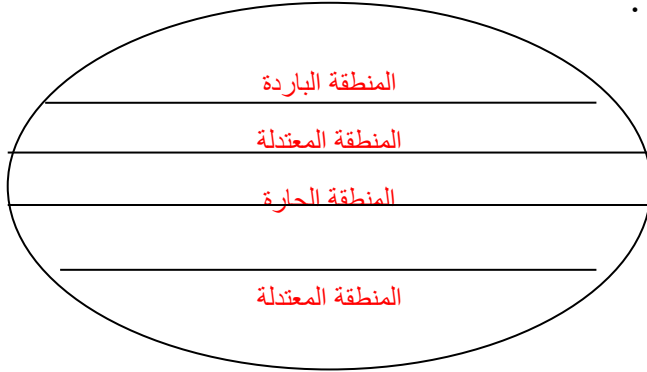 .
المنطقة الباردة
المنطقة المعتدلة
المنطقة الحارة
المنطقة المعتدلة